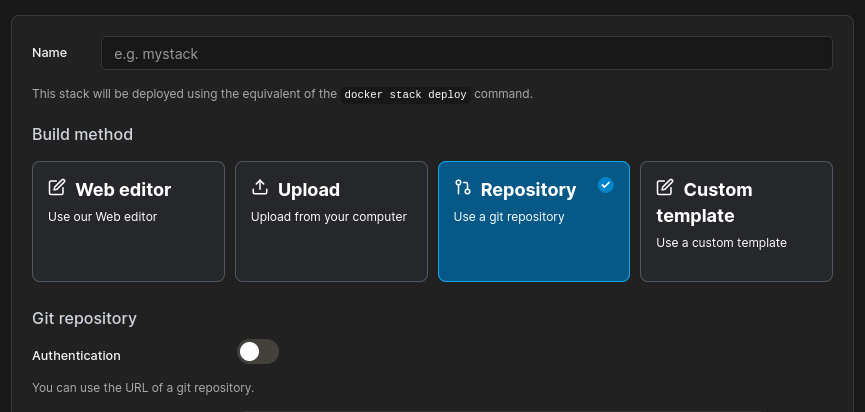 Name
e.g. mystack
This stack will be deployed using the equivalent of the docker stack deploy command.
Build method
Web editor
Use our Web editor
Upload
Upload from your computer
Repository
Use a git repository
Custom
template
Use a custom template
Git repository
Authentication
You can use the URL of a git repository.